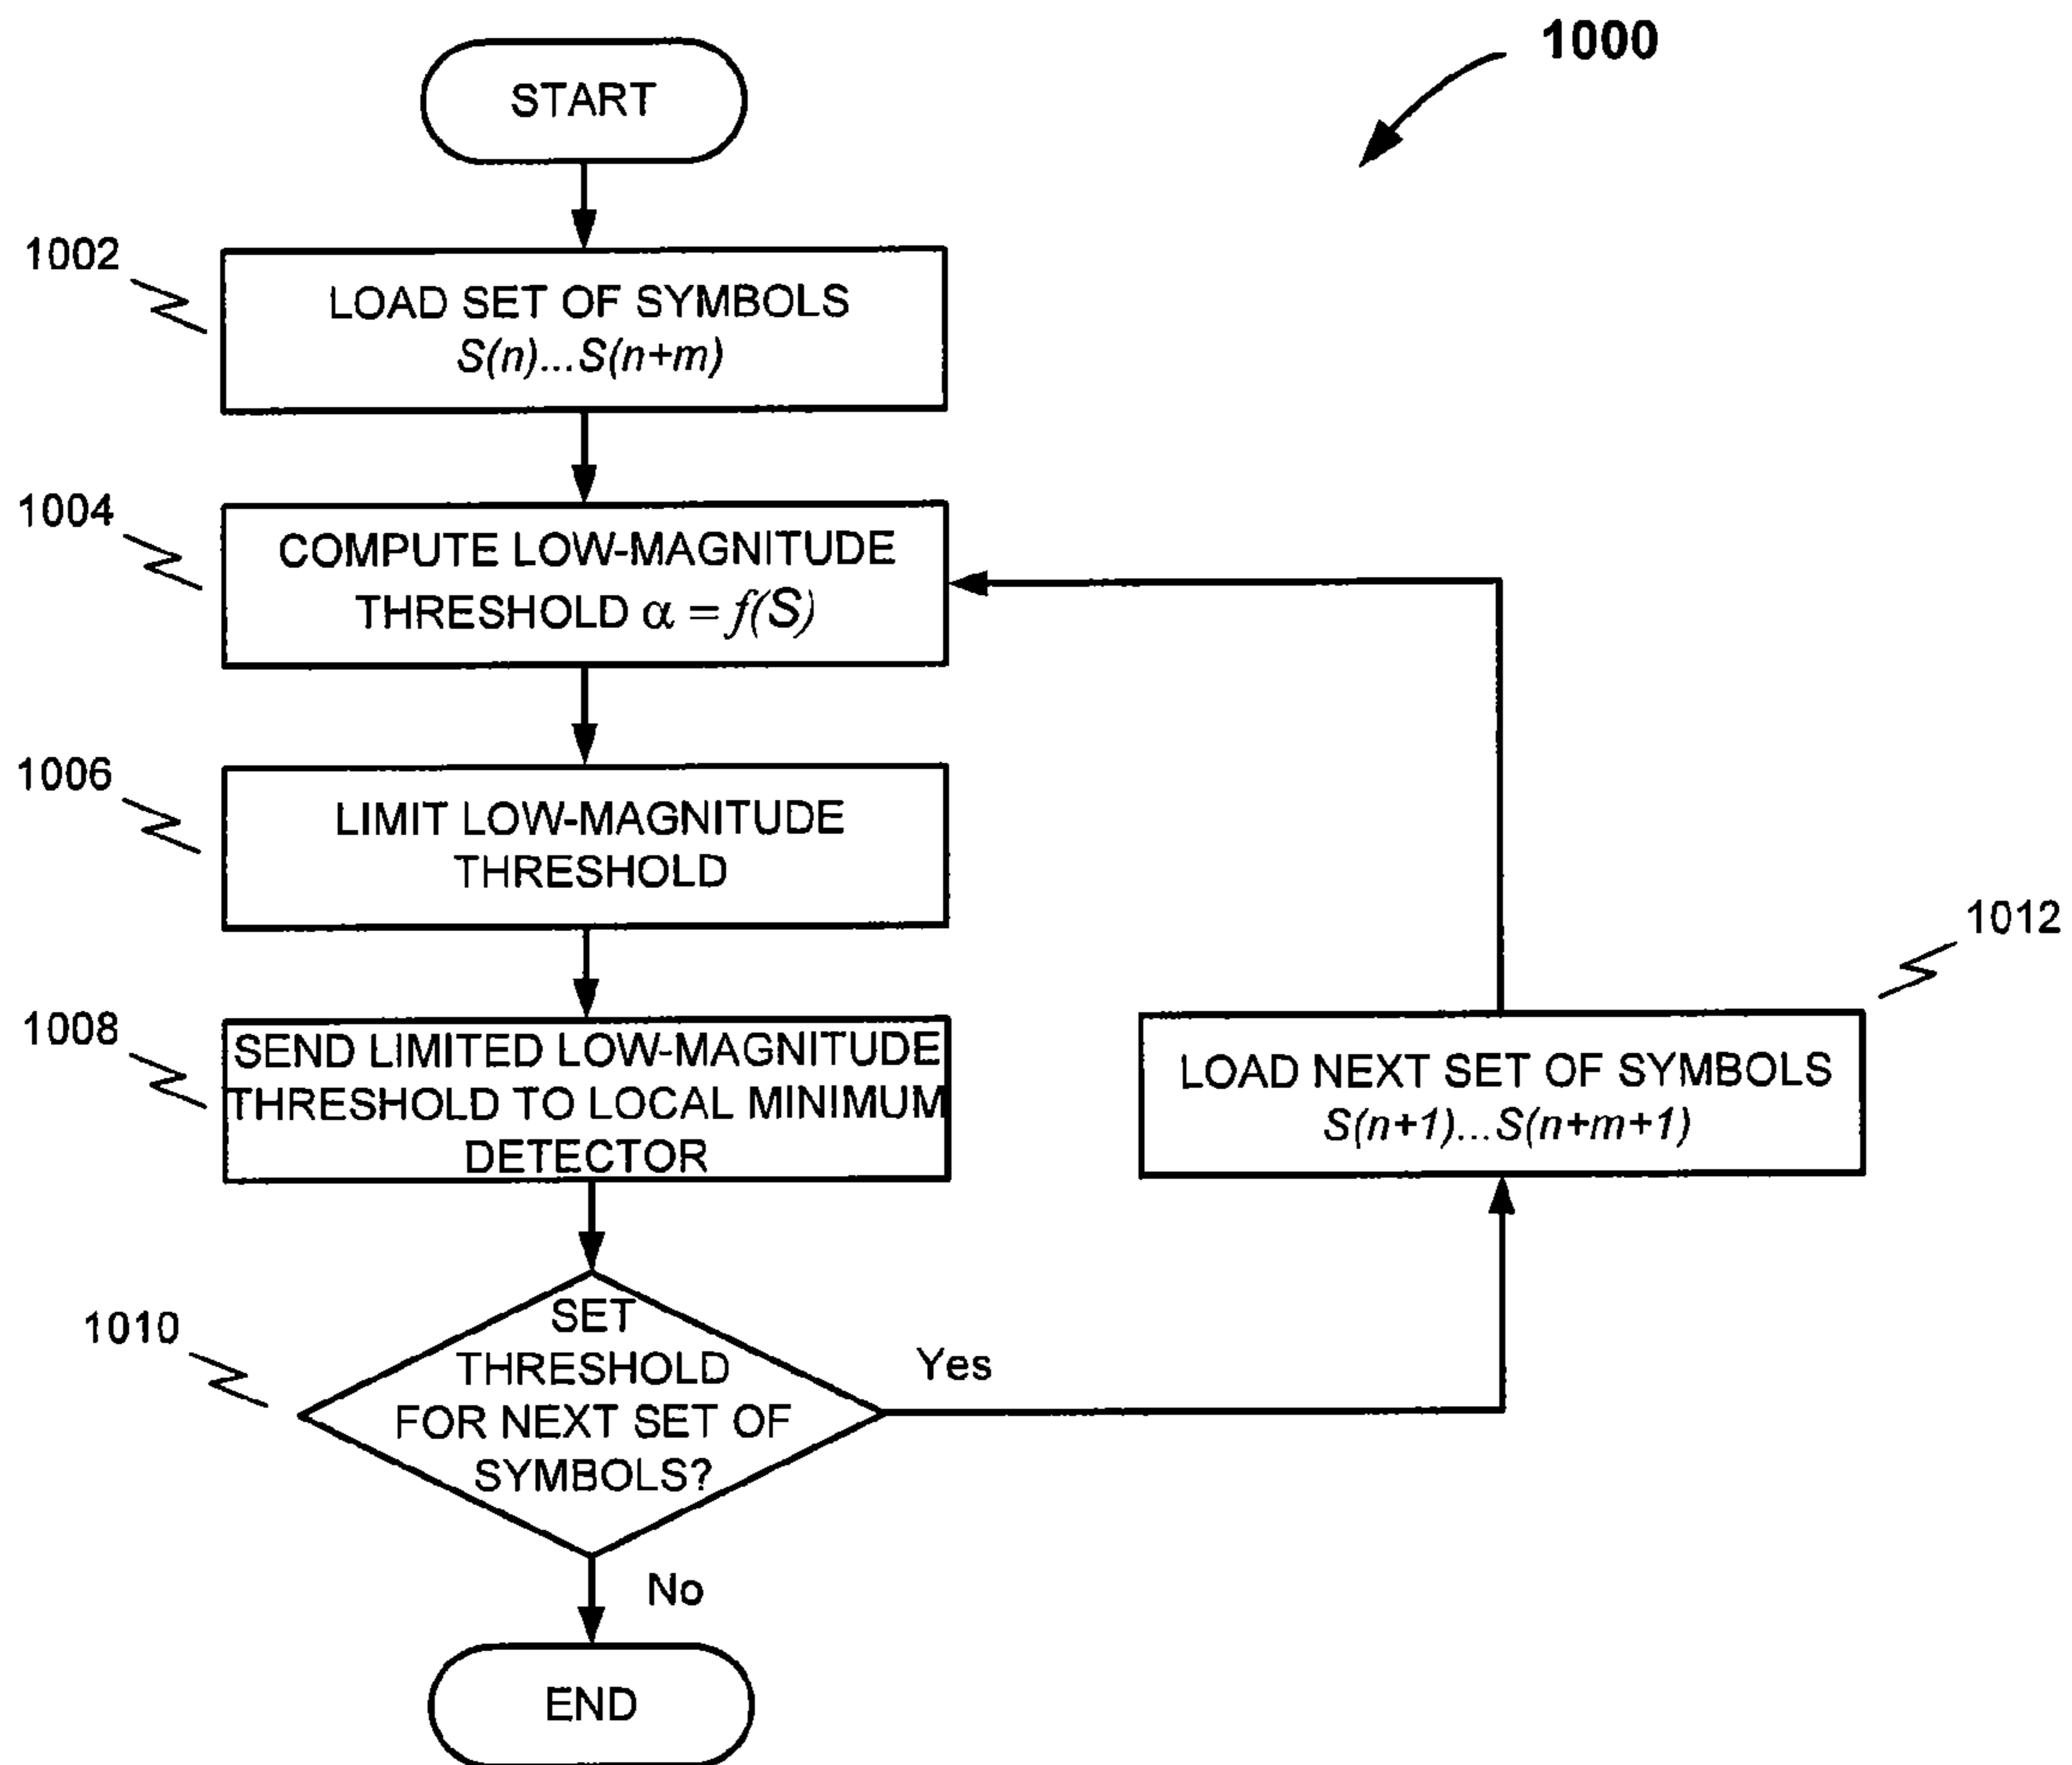 1000
START
1002
LOAD SET OF SYMBOLS
S(n)...S(n+m)
1004
COMPUTE LOW-MAGNITUDE
THRESHOLD α = f(S)
1006
LIMIT LOW-MAGNITUDE
THRESHOLD
1008
SEND LIMITED LOW-MAGNITUDE
THRESHOLD TO LOCAL MINIMUM
DETECTOR
1012
LOAD NEXT SET OF SYMBOLS
S(n+1)...S(n+m+1)
1010
SET
THRESHOLD
FOR NEXT SET OF
SYMBOLS?
Yes
No
END